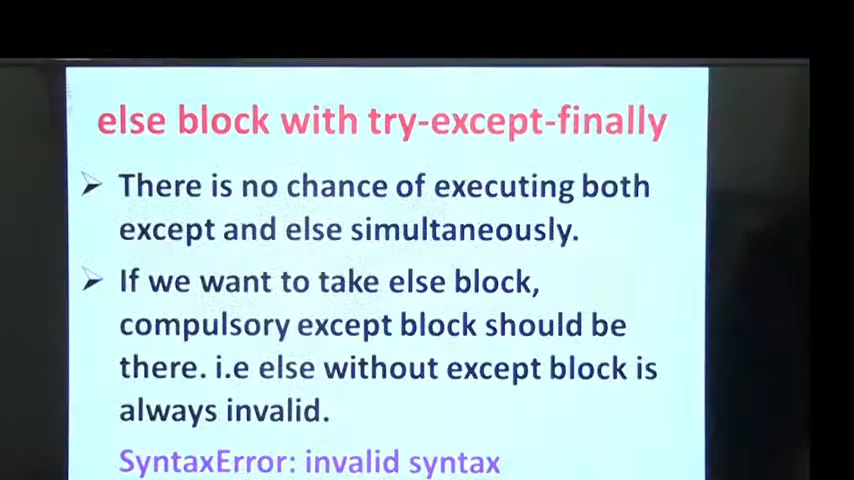 else block with try-except-finally
There is no chance of executing both
except and else simultaneously.
If we want to take else block,
compulsory except block should be
there. i.e else without except block is
always invalid.
SyntaxError: invalid syntax